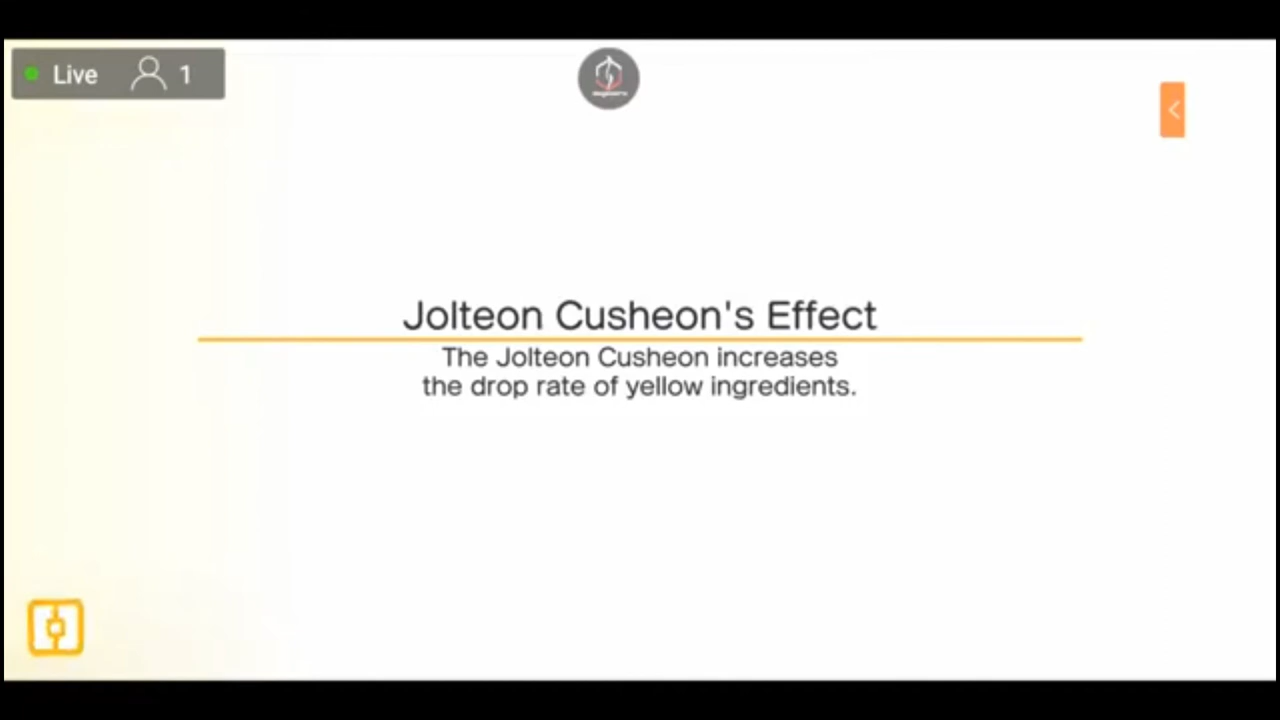 Live 1
Jolteon Cusheon's Effect
The Jolteon Cusheon increases
the drop rate of yellow ingredients.